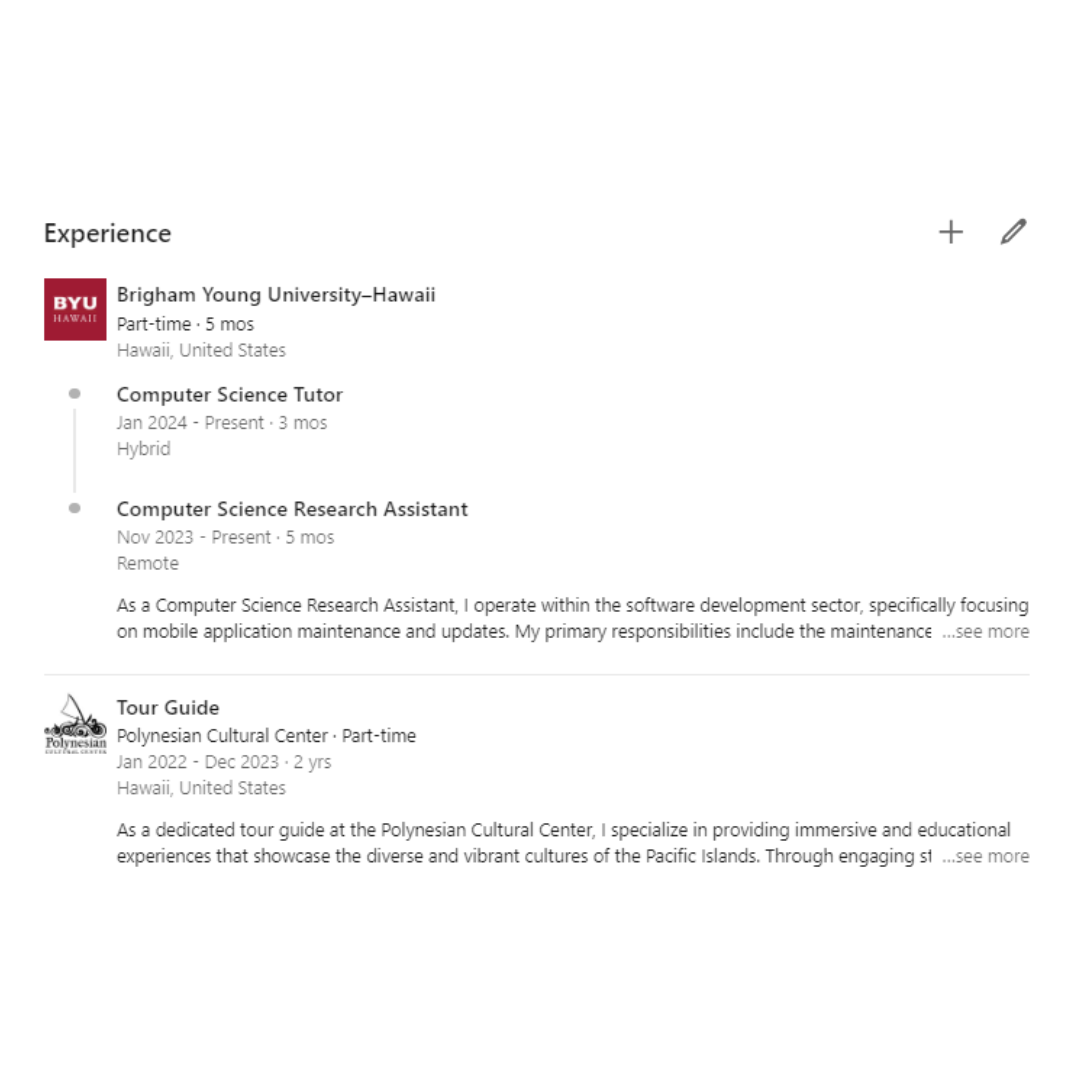 Experience
BYU
HAWAII
Brigham Young University–Hawaii
Part-time · 5 mos
Hawaii, United States
Computer Science Tutor
Jan 2024 - Present · 3 mos
Hybrid
Computer Science Research Assistant
Nov 2023 - Present · 5 mos
Remote
As a Computer Science Research Assistant, I operate within the software development sector, specifically focusing
on mobile application maintenance and updates. My primary responsibilities include the maintenance ...see more
Polynesian
CULTURAL CENTER
Tour Guide
Polynesian Cultural Center · Part-time
Jan 2022 - Dec 2023 · 2 yrs
Hawaii, United States
As a dedicated tour guide at the Polynesian Cultural Center, I specialize in providing immersive and educational
experiences that showcase the diverse and vibrant cultures of the Pacific Islands. Through engaging st ...see more